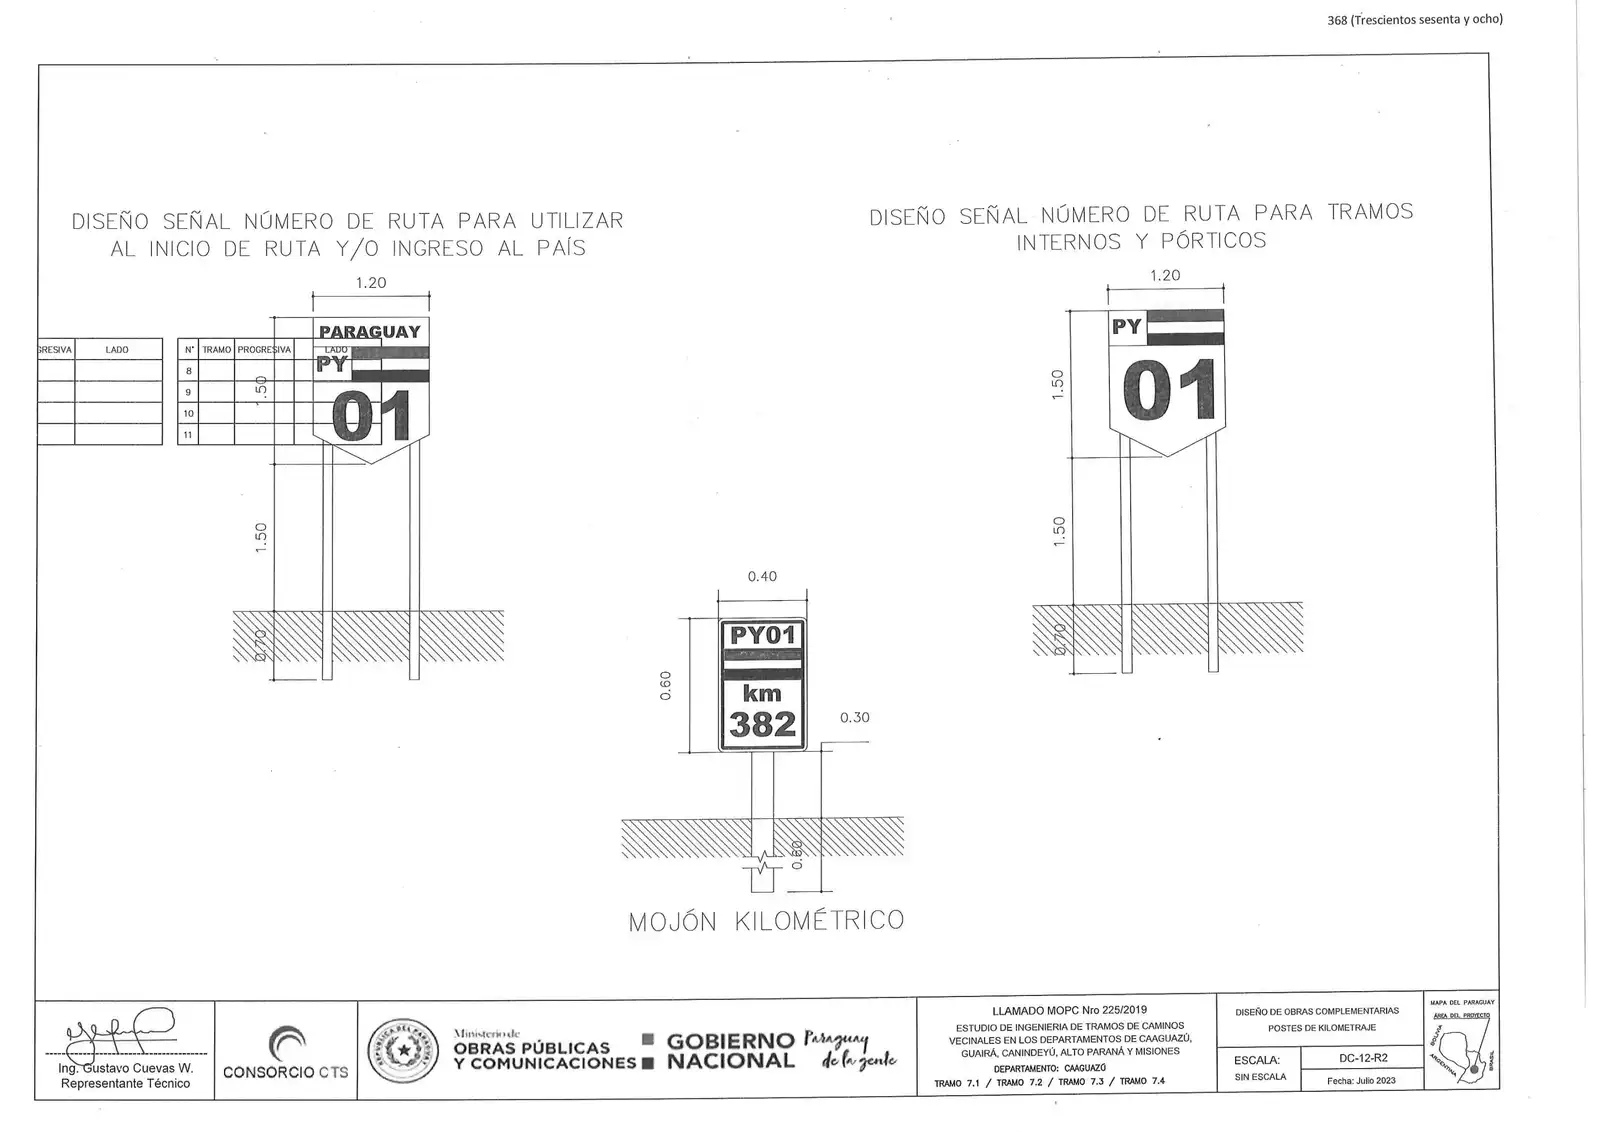 368 (Trescientos sesenta y ocho)
DISEÑO SEÑAL NÚMERO DE RUTA PARA UTILIZAR
AL INICIO DE RUTA Y/O INGRESO AL PAÍS
1.20
PARAGUAY
PY
01
1.50
1.50
0.70
RESIVA LADO
N° TRAMO PROGRESIVA LADO
8
9
10
11
DISEÑO SEÑAL NÚMERO DE RUTA PARA TRAMOS
INTERNOS Y PÓRTICOS
1.20
PY
01
1.50
1.50
0.70
0.40
PY01
km
382
0.60
0.30
0.60
MOJÓN KILOMÉTRICO
Ing. Gustavo Cuevas W.
Representante Técnico
CONSORCIO CTS
REPÚBLICA DEL PARAGUAY
Ministerio de
OBRAS PÚBLICAS
Y COMUNICACIONES
GOBIERNO
NACIONAL
Paraguay
de la gente
LLAMADO MOPC Nro 225/2019
ESTUDIO DE INGENIERIA DE TRAMOS DE CAMINOS
VECINALES EN LOS DEPARTAMENTOS DE CAAGUAZÚ,
GUAIRÁ, CANINDEYÚ, ALTO PARANÁ Y MISIONES
DEPARTAMENTO: CAAGUAZÚ
TRAMO 7.1 / TRAMO 7.2 / TRAMO 7.3 / TRAMO 7.4
DISEÑO DE OBRAS COMPLEMENTARIAS
POSTES DE KILOMETRAJE
ESCALA:
SIN ESCALA
DC-12-R2
Fecha: Julio 2023
MAPA DEL PARAGUAY
ÁREA DEL PROYECTO
BOLIVIA
ARGENTINA
BRASIL